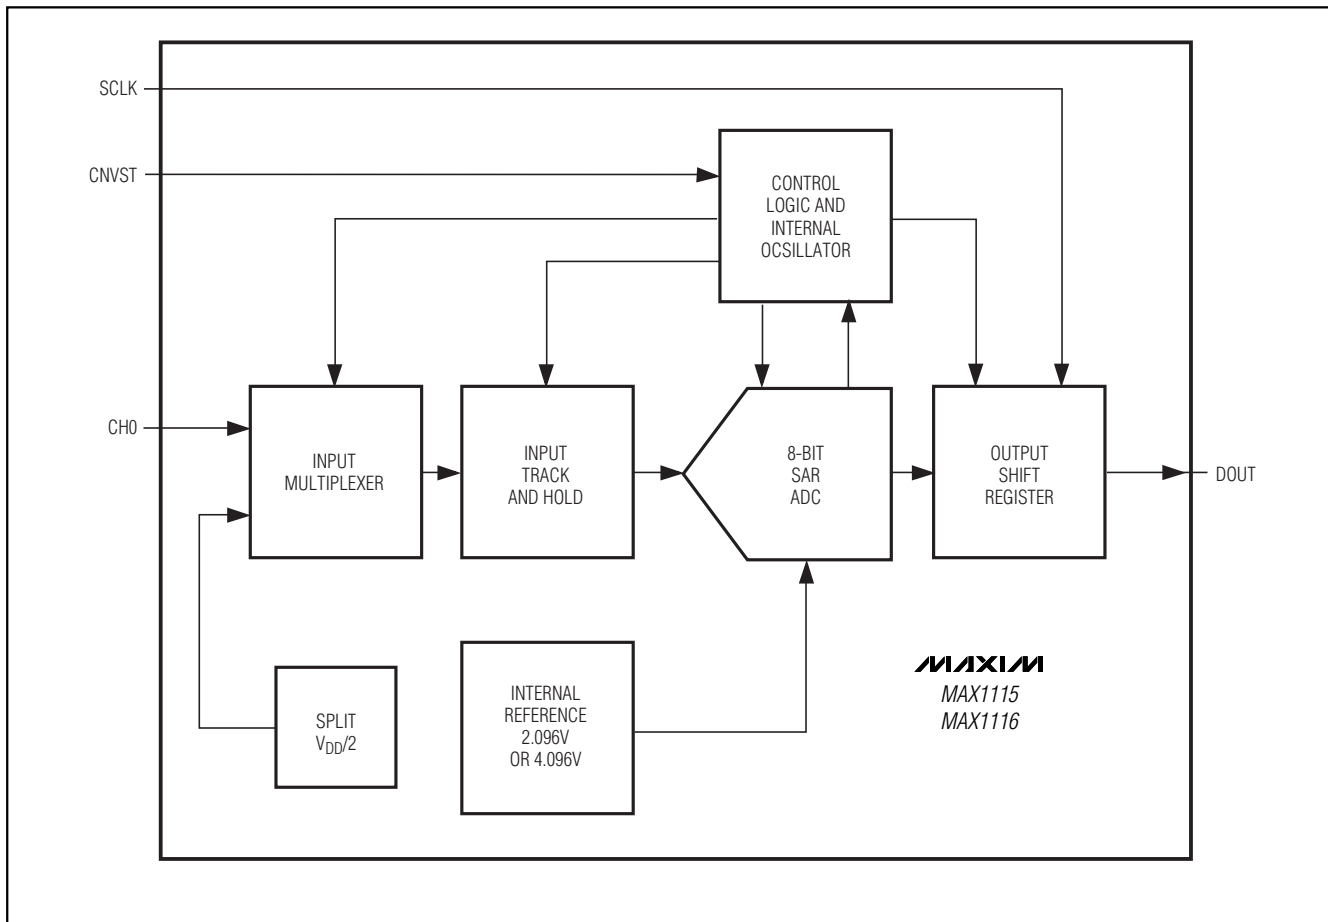 SCLK
CNVST
CONTROL
LOGIC AND
INTERNAL
OCSILLATOR
CH0
INPUT
MULTIPLEXER
INPUT
TRACK
AND HOLD
8-BIT
SAR
ADC
OUTPUT
SHIFT
REGISTER
DOUT
SPLIT
VDD/2
INTERNAL
REFERENCE
2.096V
OR 4.096V
MAXIM
MAX1115
MAX1116